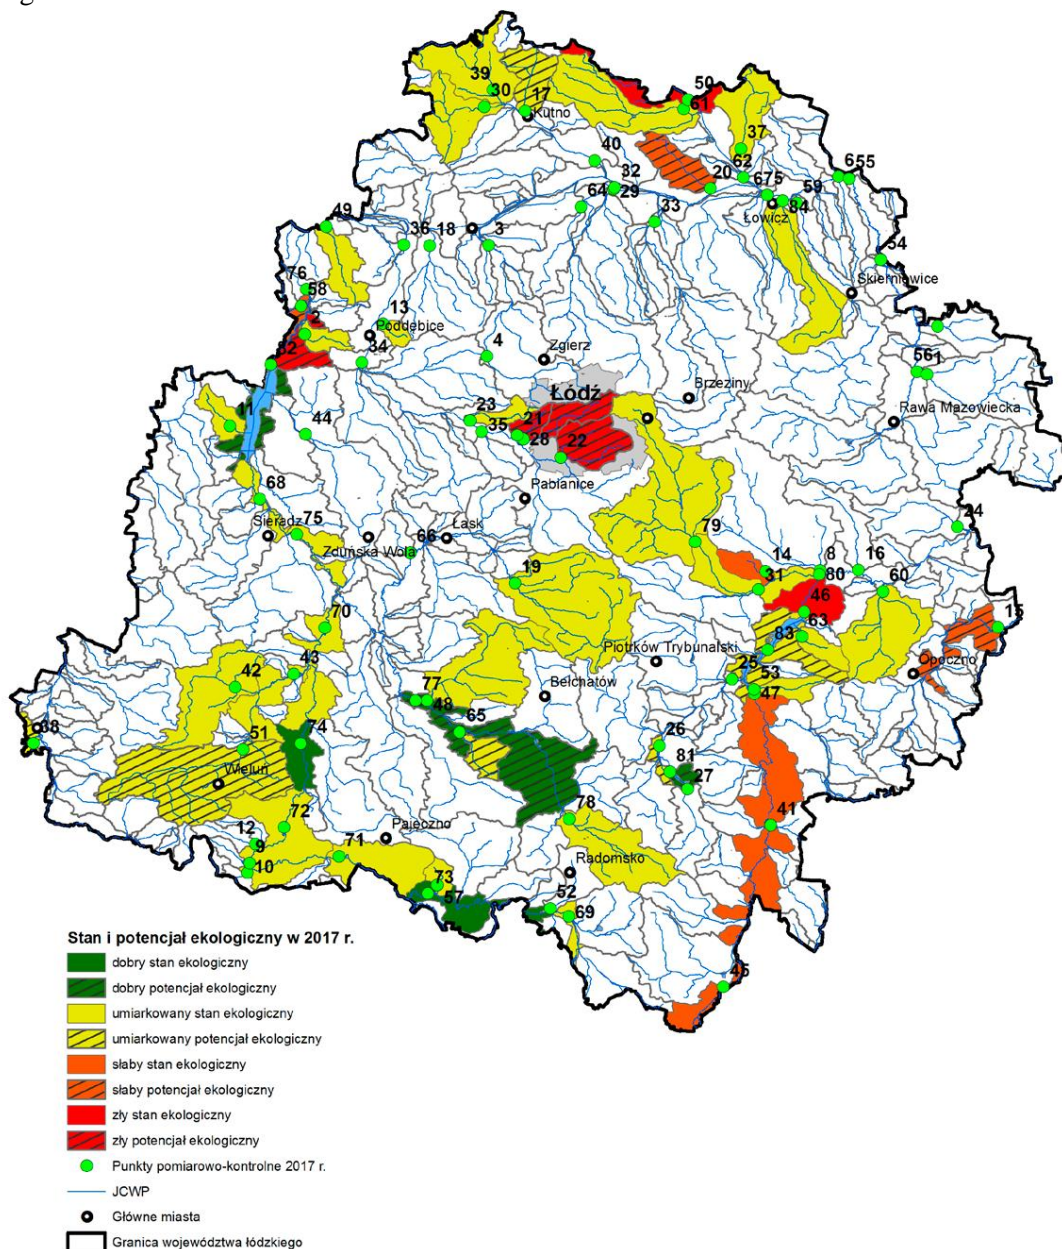 39
30
17
Kutno
50
61
37
40
32
62
20
675
59
655
64
29
33
84
Łowicz
49
36
18
3
54
Skierniewice
76
58
2
13
Poddębice
34
82
4
Zgierz
561
Brzeziny
Łódź
Rawa Mazowiecka
11
44
23
35
21
28
22
Pabianice
68
Sieradz
75
Zduńska Wola
66
Łask
24
79
14
8
16
19
31
80
60
46
63
15
70
83
Piotrków Trybunalski
25
Opoczno
42
43
53
47
77
48
Bełchatów
38
51
74
65
26
Wieluń
81
27
72
78
41
12
9
10
71
Pajęczno
Radomsko
73
57
52
69
45
Stan i potencjał ekologiczny w 2017 r.
dobry stan ekologiczny
dobry potencjał ekologiczny
umiarkowany stan ekologiczny
umiarkowany potencjał ekologiczny
słaby stan ekologiczny
słaby potencjał ekologiczny
zły stan ekologiczny
zły potencjał ekologiczny
Punkty pomiarowo-kontrolne 2017 r.
JCWP
Główne miasta
Granica województwa łódzkiego